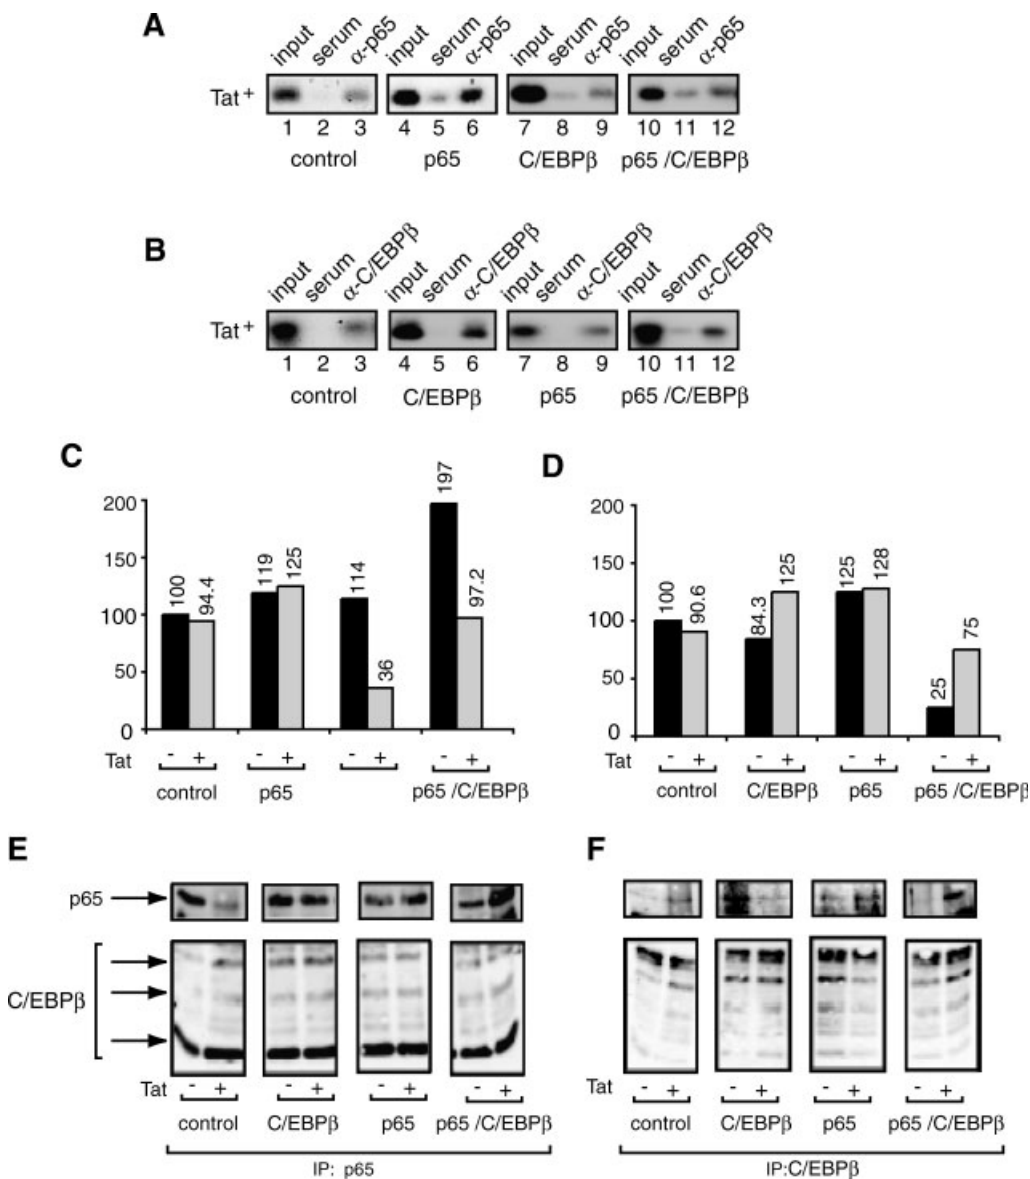 A
input serum α-p65 input serum α-p65 input serum α-p65 input serum α-p65
Tat+
1 2 3 4 5 6 7 8 9 10 11 12
control p65 C/EBPβ p65 /C/EBPβ
B
input serum α-C/EBPβ input serum α-C/EBPβ input serum α-C/EBPβ input serum α-C/EBPβ
Tat+
1 2 3 4 5 6 7 8 9 10 11 12
control C/EBPβ p65 p65 /C/EBPβ
C
200
150
100
50
0
100 94.4 119 125 114 36 197 97.2
Tat - + - + - + - +
control p65 p65 /C/EBPβ
D
200
150
100
50
0
100 90.6 84.3 125 125 128 25 75
Tat - + - + - + - +
control C/EBPβ p65 p65 /C/EBPβ
E
p65
C/EBPβ
Tat - + - + - + - +
control C/EBPβ p65 p65 /C/EBPβ
IP: p65
F
Tat - + - + - + - +
control C/EBPβ p65 p65 /C/EBPβ
IP:C/EBPβ